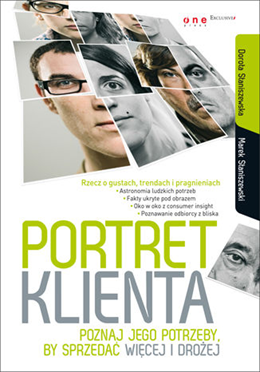 one
press
EXCLUSIVE
Dorota Staniszewska
Marek Staniszewski
Rzecz o gustach, trendach i pragnieniach
• Astronomia ludzkich potrzeb
• Fakty ukryte pod obrazem
• Oko w oko z consumer insight
• Poznawanie odbiorcy z bliska
PORTRET
KLIENTA
POZNAJ JEGO POTRZEBY,
BY SPRZEDAĆ WIĘCEJ I DROŻEJ